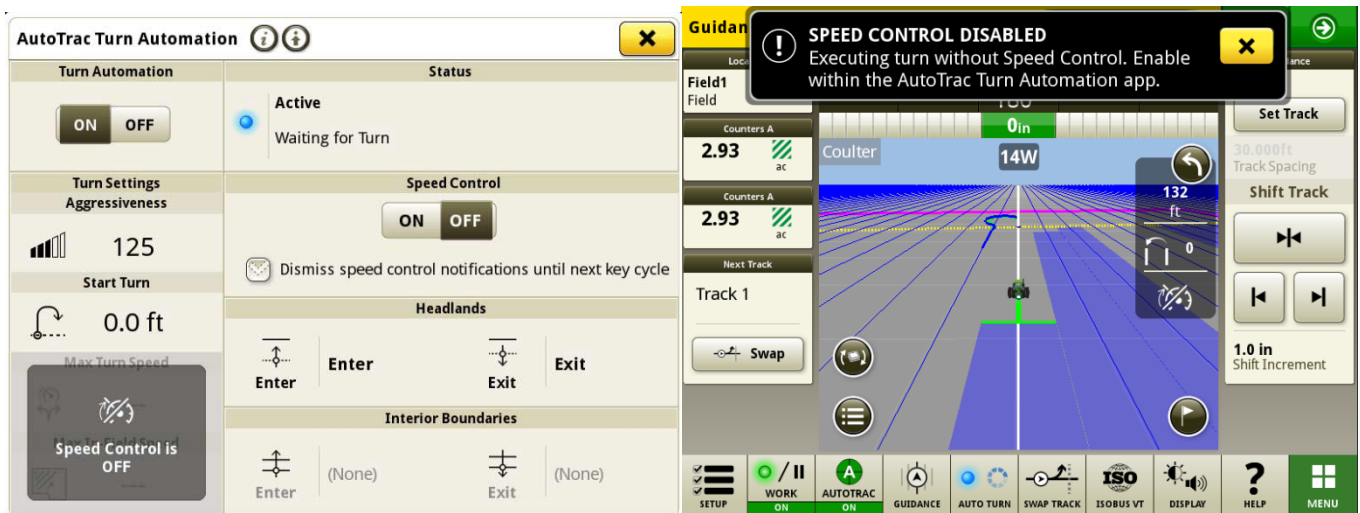 AutoTrac Turn Automation
Turn Automation
ON OFF
Status
Active
Waiting for Turn
Turn Settings
Aggressiveness
125
Start Turn
0.0 ft
Max Turn Speed
Speed Control is
OFF
Speed Control
ON OFF
Dismiss speed control notifications until next key cycle
Headlands
Enter
Enter
Exit
Exit
Interior Boundaries
Enter
(None)
Exit
(None)
Guidan
SPEED CONTROL DISABLED
Executing turn without Speed Control. Enable
within the AutoTrac Turn Automation app.
Loca
Field1
Field
Counters A
2.93
ac
Counters A
2.93
ac
Next Track
Track 1
Swap
0in
Coulter
14W
132
ft
0
ance
Set Track
30.000ft
Track Spacing
Shift Track
1.0 in
Shift Increment
SETUP
WORK
ON
A
AUTOTRAC
ON
GUIDANCE
AUTO TURN
SWAP TRACK
ISO
ISOBUS VT
DISPLAY
?
HELP
MENU